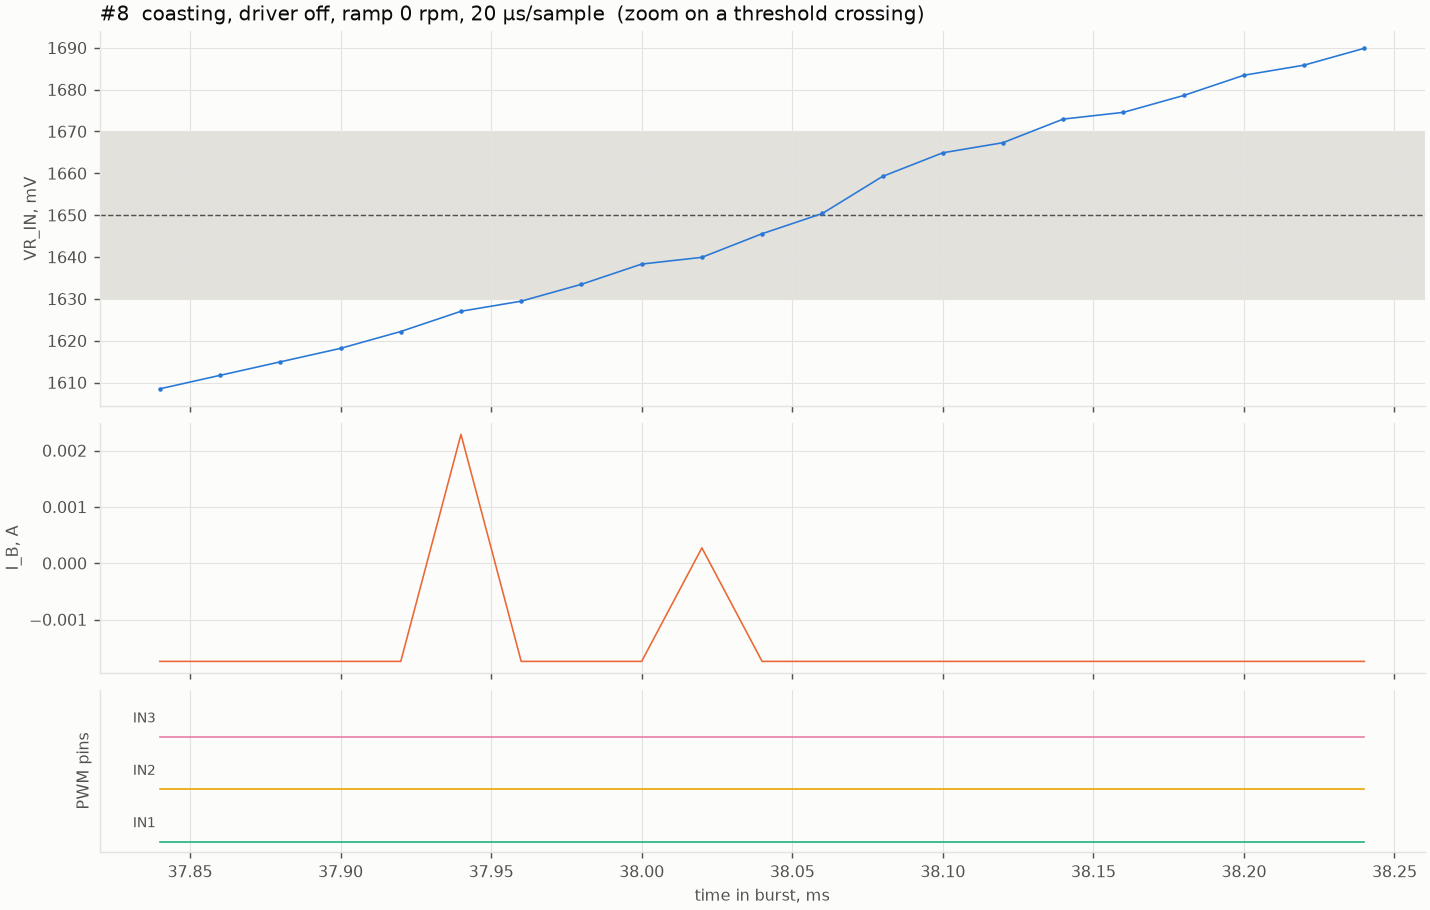 #8  coasting, driver off, ramp 0 rpm, 20 µs/sample  (zoom on a threshold crossing)
VR_IN, mV
1690
1680
1670
1660
1650
1640
1630
1620
1610
I_B, A
0.002
0.001
0.000
−0.001
PWM pins
IN3
IN2
IN1
37.85 37.90 37.95 38.00 38.05 38.10 38.15 38.20 38.25
time in burst, ms